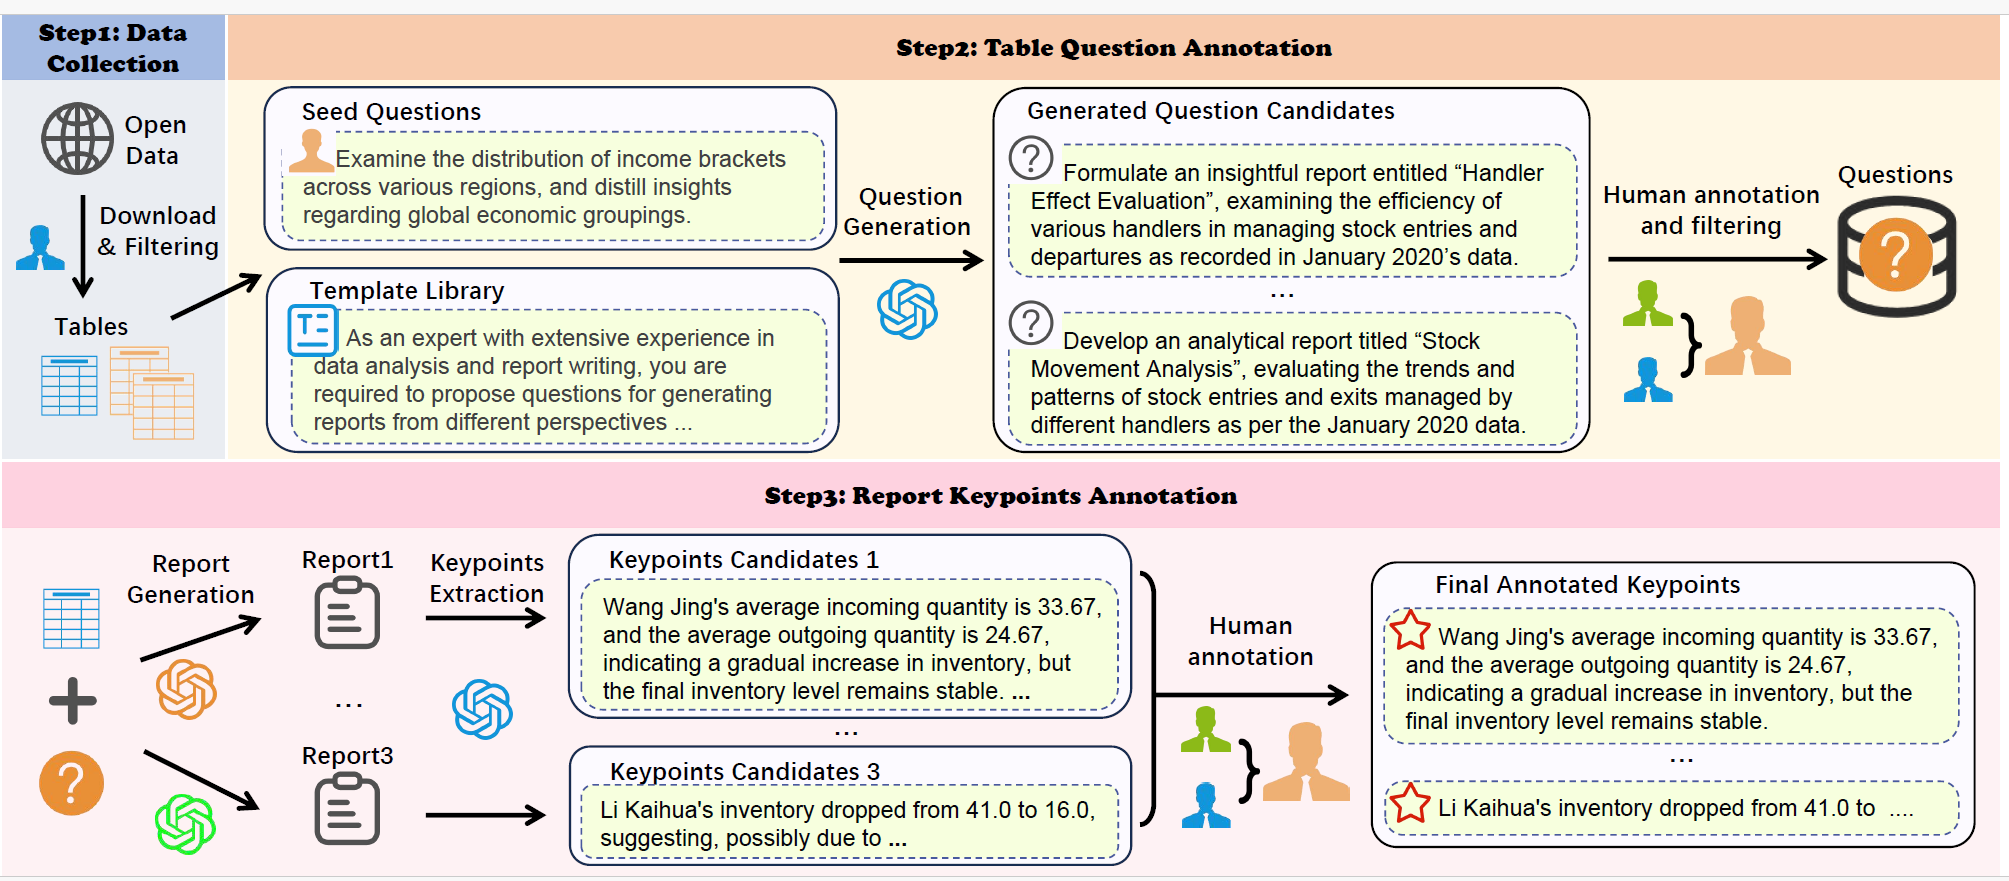 Step1: Data
Collection
Open
Data
Download
& Filtering
Tables
Step2: Table Question Annotation
Seed Questions
Examine the distribution of income brackets
across various regions, and distill insights
regarding global economic groupings.
Template Library
As an expert with extensive experience in
data analysis and report writing, you are
required to propose questions for generating
reports from different perspectives ...
Question
Generation
Generated Question Candidates
Formulate an insightful report entitled “Handler
Effect Evaluation”, examining the efficiency of
various handlers in managing stock entries and
departures as recorded in January 2020’s data.
...
Develop an analytical report titled “Stock
Movement Analysis”, evaluating the trends and
patterns of stock entries and exits managed by
different handlers as per the January 2020 data.
Human annotation
and filtering
Questions
Step3: Report Keypoints Annotation
Report
Generation
Report1
...
Report3
Keypoints
Extraction
Keypoints Candidates 1
Wang Jing's average incoming quantity is 33.67,
and the average outgoing quantity is 24.67,
indicating a gradual increase in inventory, but
the final inventory level remains stable. ...
...
Keypoints Candidates 3
Li Kaihua's inventory dropped from 41.0 to 16.0,
suggesting, possibly due to ...
Human
annotation
Final Annotated Keypoints
Wang Jing's average incoming quantity is 33.67,
and the average outgoing quantity is 24.67,
indicating a gradual increase in inventory, but the
final inventory level remains stable.
...
Li Kaihua's inventory dropped from 41.0 to ....